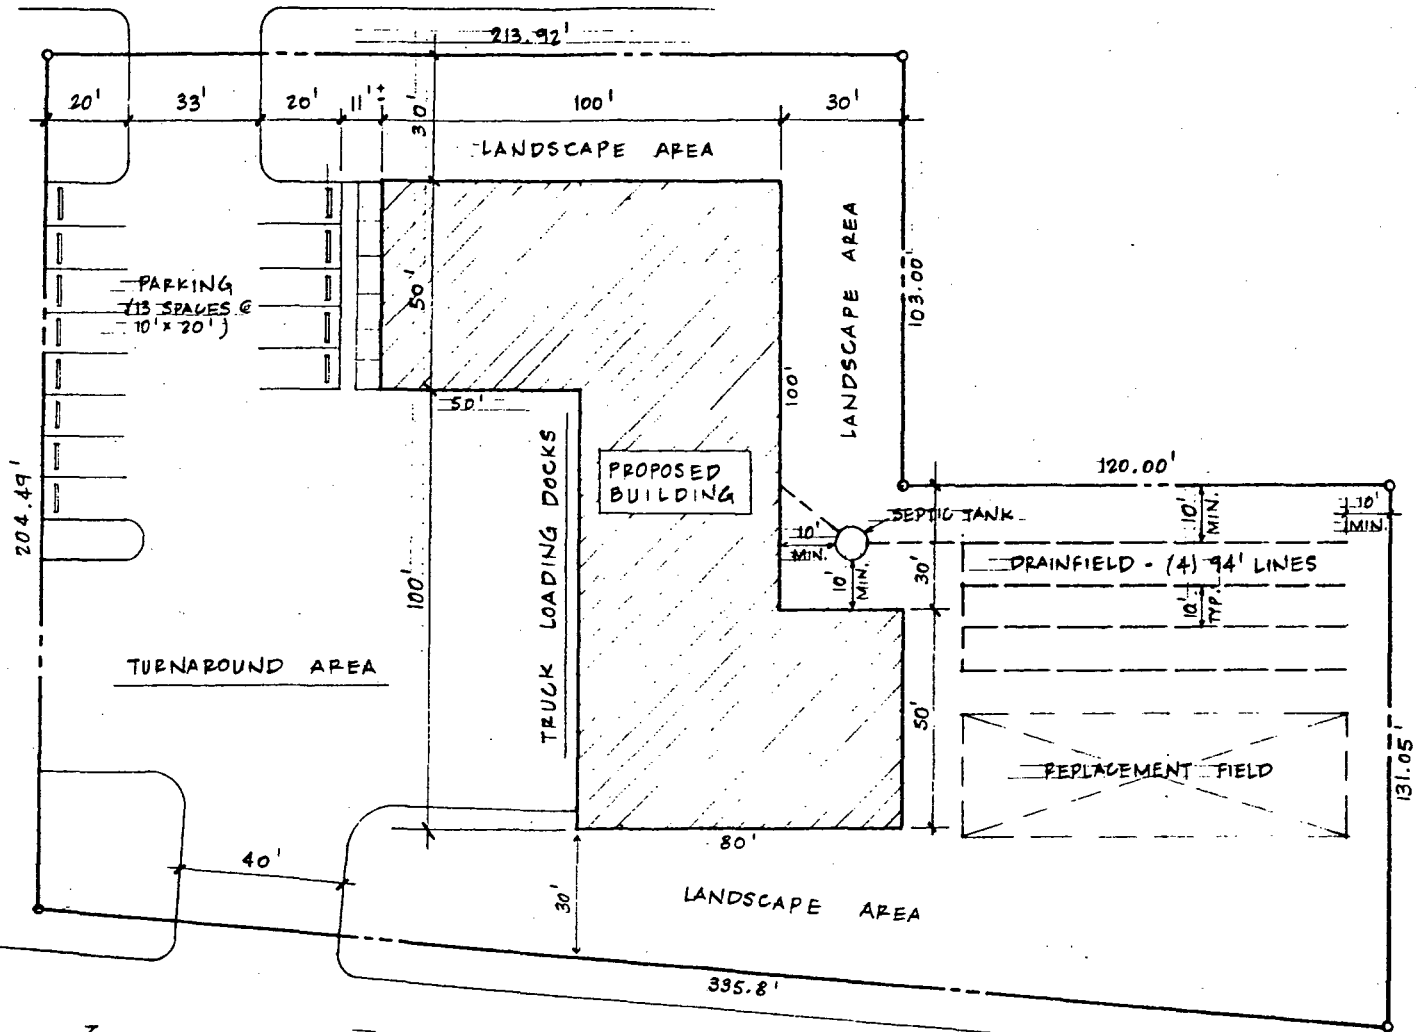 213.92'
20'
33'
20'
11'±
100'
30'
30'
LANDSCAPE AREA
LANDSCAPE AREA
103.00'
PARKING
(13 SPACES @
10' x 20')
50'
50'
100'
TRUCK LOADING DOCKS
PROPOSED
BUILDING
120.00'
SEPTIC TANK
10'
MIN.
10'
MIN.
10'
MIN.
10'
MIN.
30'
DRAINFIELD - (4) 94' LINES
10'
TYP.
204.49'
100'
TURNAROUND AREA
50'
REPLACEMENT FIELD
131.05'
80'
40'
30'
LANDSCAPE AREA
335.8'